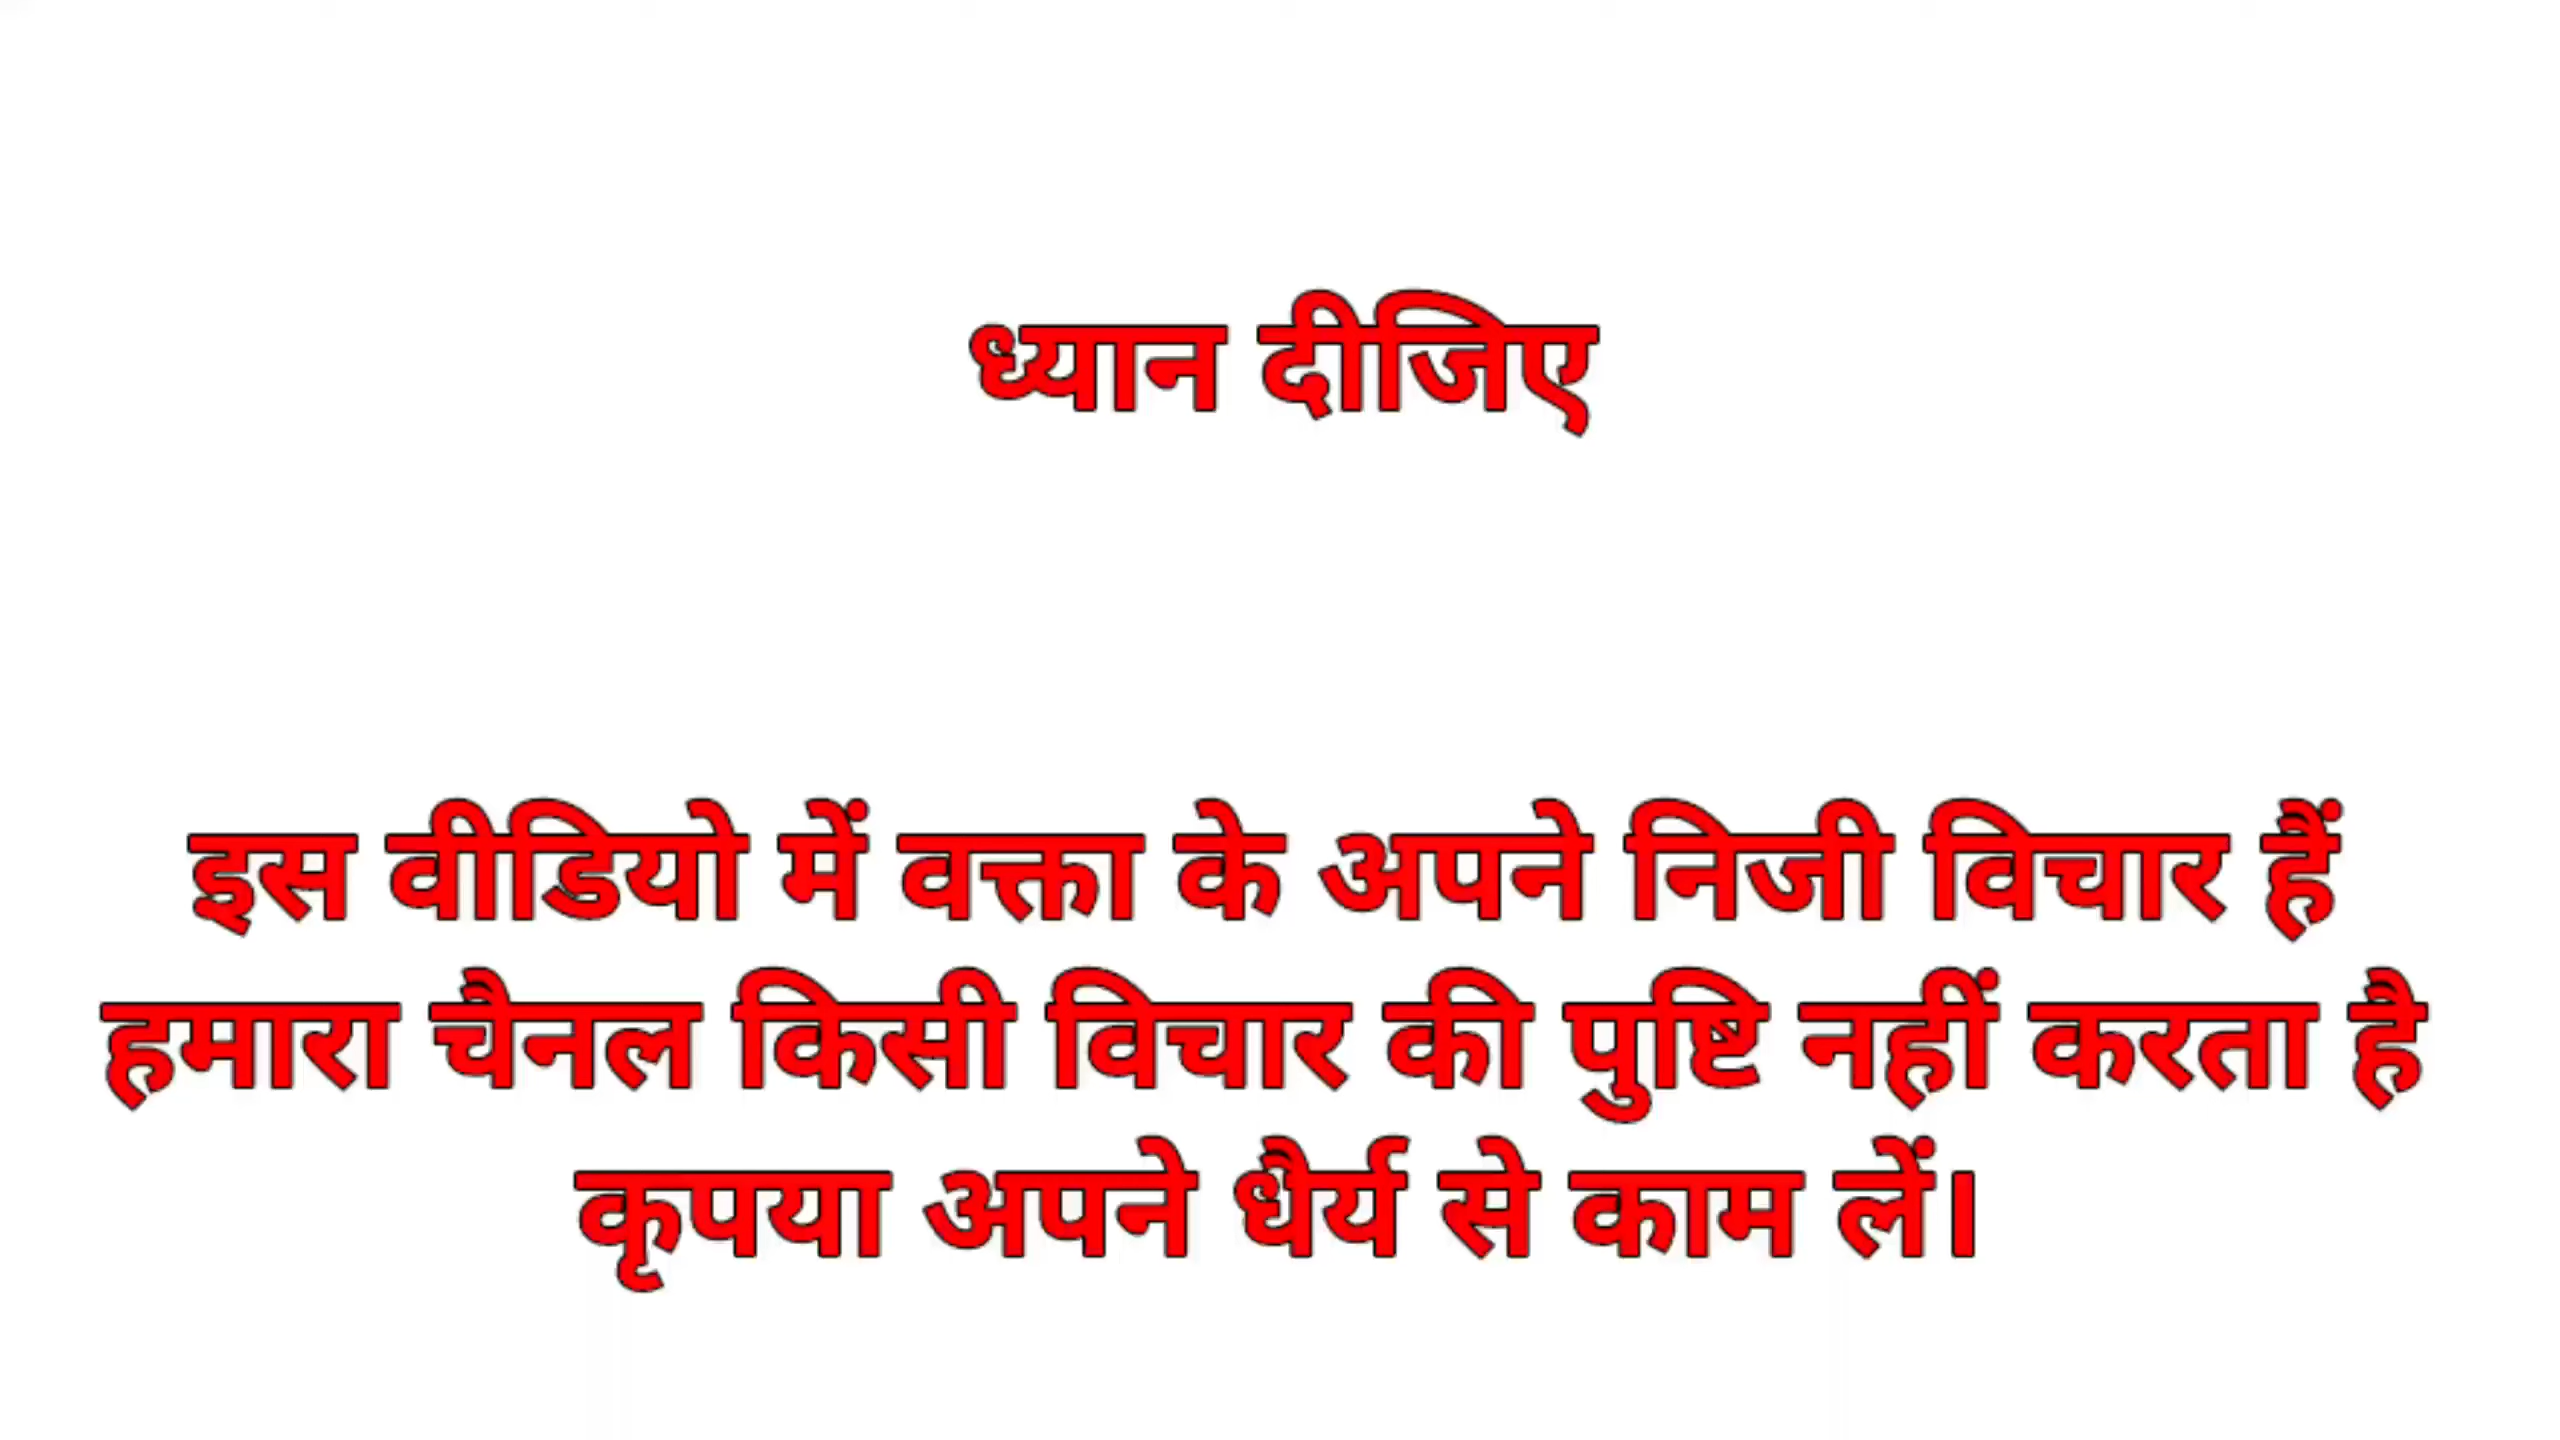 ध्यान दीजिए
इस वीडियो में वक्ता के अपने निजी विचार हैं
हमारा चैनल किसी विचार की पुष्टि नहीं करता है
कृपया अपने धैर्य से काम लें।